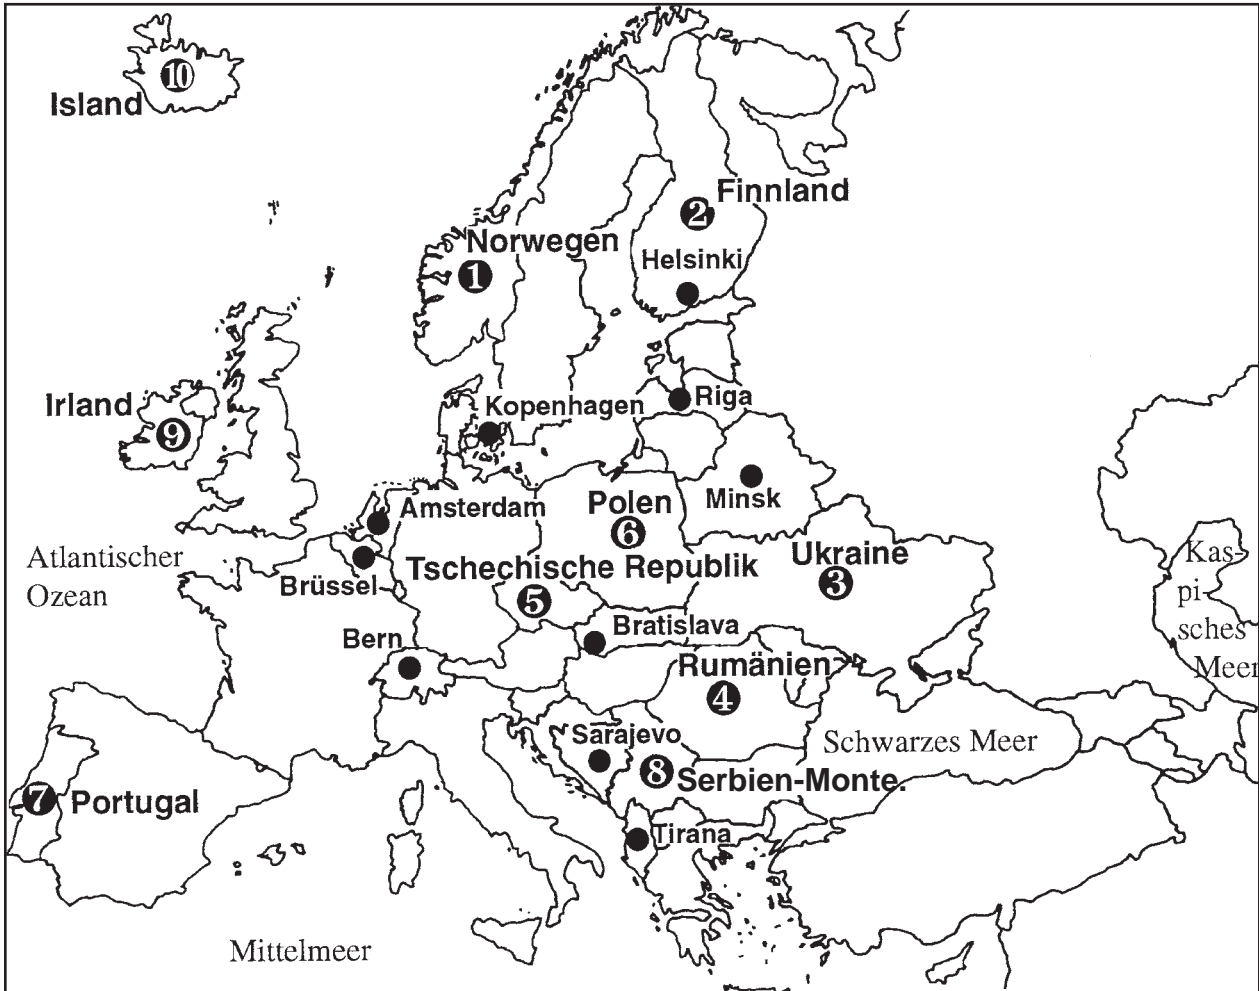 10
Island
Finnland
2
Norwegen
1
Helsinki
Irland
9
Kopenhagen
Riga
Polen
6
Minsk
Amsterdam
Atlantischer
Ozean
Brüssel
Tschechische Republik
5
Ukraine
3
Kas-
pi-
sches
Meer
Bern
Bratislava
Rumänien
4
Sarajevo
Schwarzes Meer
8
Serbien-Monte.
7
Portugal
Tirana
Mittelmeer